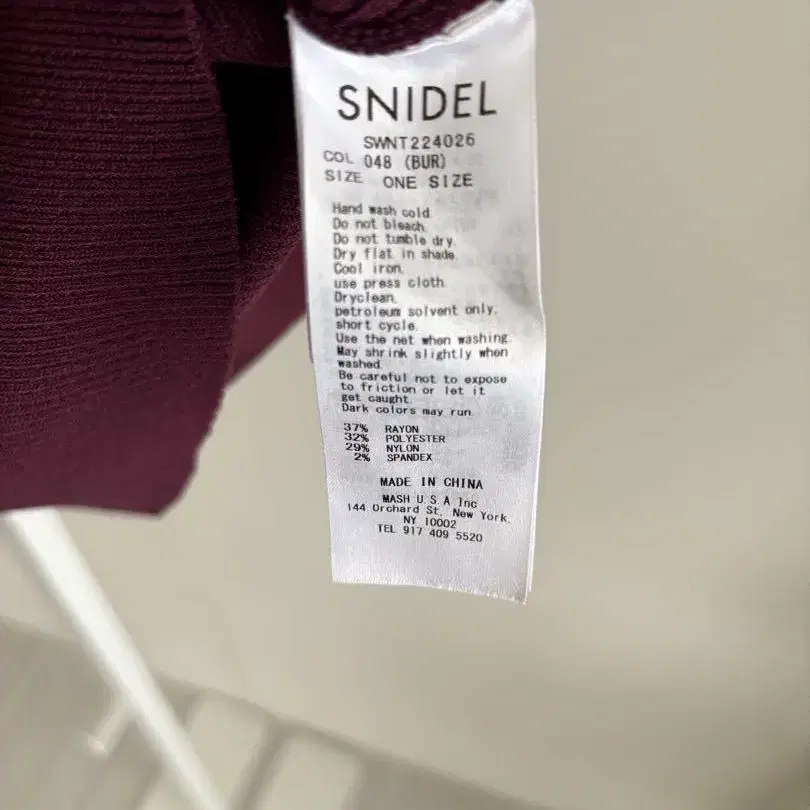 SNIDEL
SWNT224026
COL 048 (BUR)
SIZE ONE SIZE
Hand wash cold.
Do not bleach.
Do not tumble dry.
Dry flat in shade.
Cool iron.
use press cloth.
Dryclean.
petroleum solvent only.
short cycle.
Use the net when washing.
May shrink slightly when
washed.
Be careful not to expose
to friction or let it
get caught.
Dark colors may run.
37% RAYON
32% POLYESTER
29% NYLON
2% SPANDEX
MADE IN CHINA
MASH U.S.A Inc
144 Orchard St, New York,
NY 10002
TEL 917 409 5520